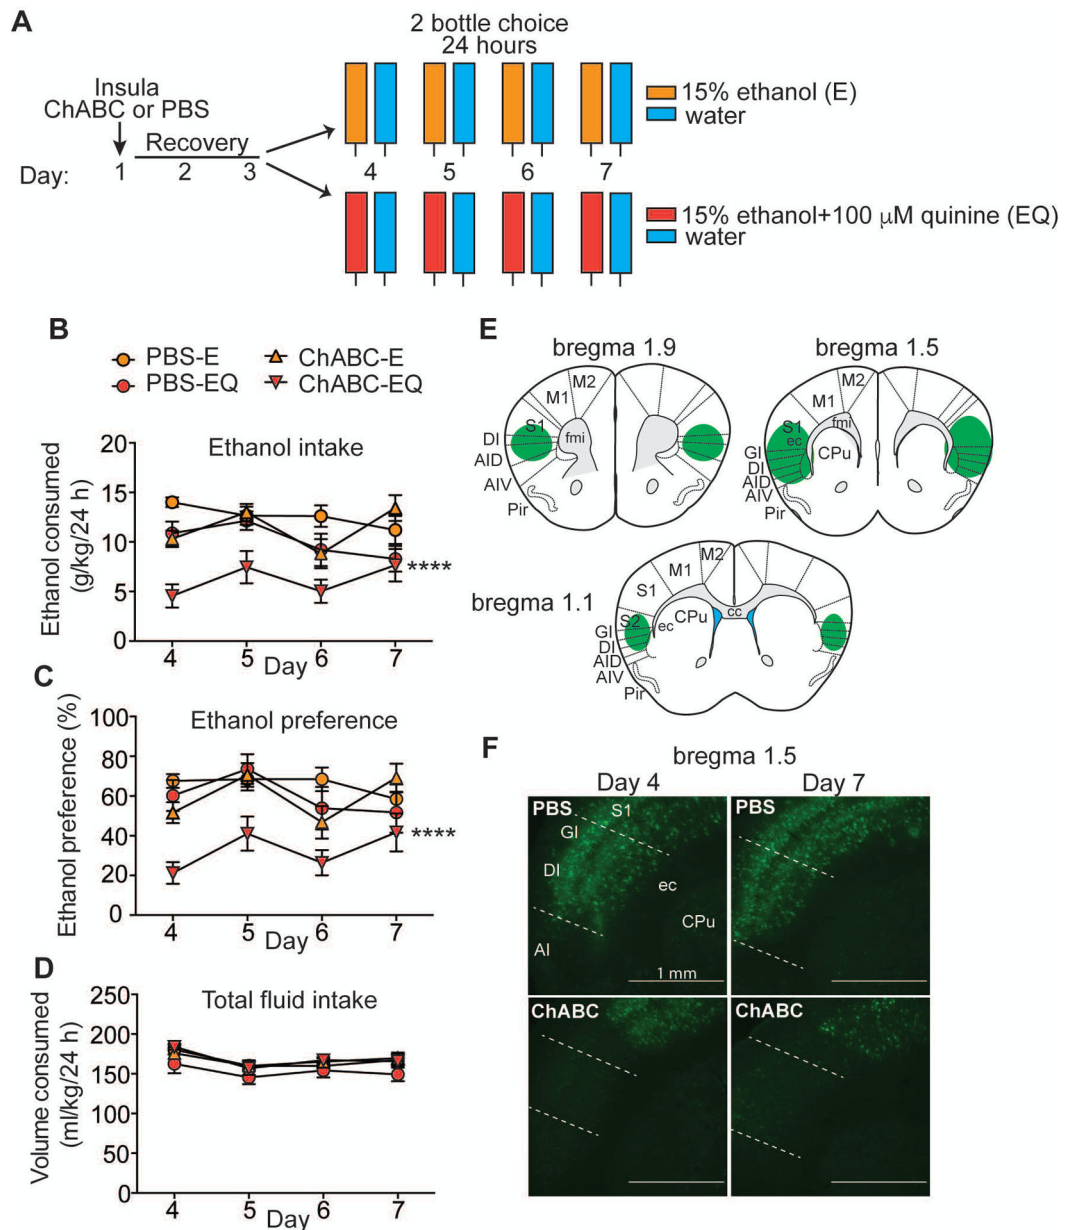 A
2 bottle choice
24 hours
Insula
ChABC or PBS
Recovery
Day: 1 2 3 4 5 6 7
15% ethanol (E)
water
15% ethanol+100 μM quinine (EQ)
water
B
PBS-E
ChABC-E
PBS-EQ
ChABC-EQ
Ethanol intake
Ethanol consumed
(g/kg/24 h)
20
15
10
5
0
****
4 5 6 7
Day
C
Ethanol preference
Ethanol preference (%)
100
80
60
40
20
0
****
4 5 6 7
Day
D
Total fluid intake
Volume consumed
(ml/kg/24 h)
250
200
150
100
50
0
4 5 6 7
Day
E
bregma 1.9
M2
M1
S1
DI
fmi
AID
AIV
Pir
bregma 1.5
M2
M1
S1
fmi
ec
GI
CPu
DI
AID
AIV
Pir
bregma 1.1
M2
M1
S1
cc
CPu
S2
ec
GI
DI
AID
AIV
Pir
F
bregma 1.5
Day 4 Day 7
PBS
S1
GI
DI
ec
CPu
AI
1 mm
PBS
ChABC
ChABC